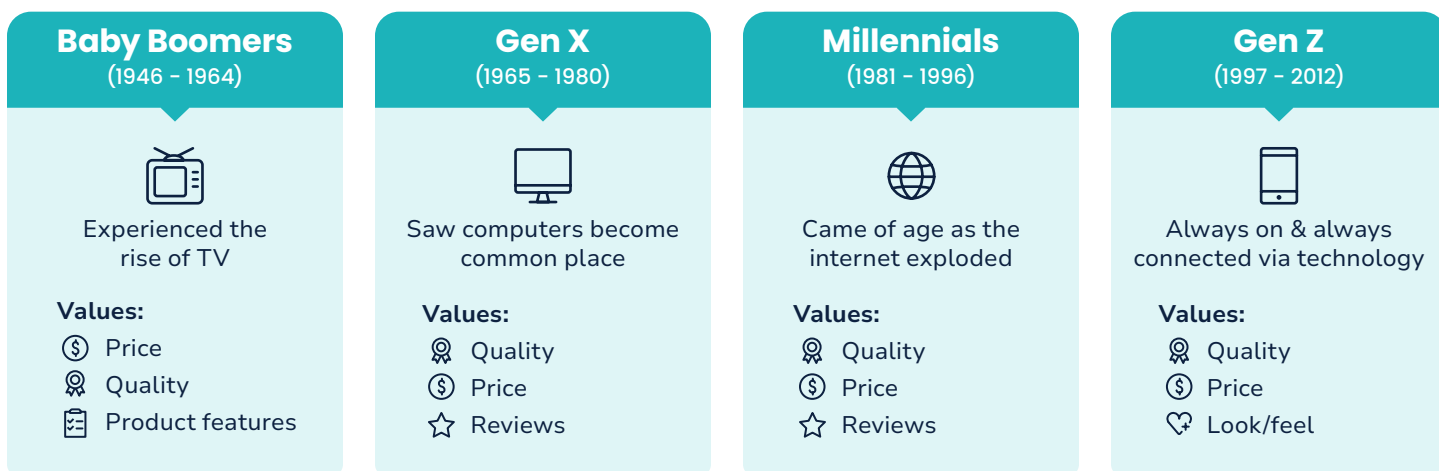 Baby Boomers
(1946 - 1964)
Experienced the
rise of TV
Values:
Price
Quality
Product features
Gen X
(1965 - 1980)
Saw computers become
common place
Values:
Quality
Price
Reviews
Millennials
(1981 - 1996)
Came of age as the
internet exploded
Values:
Quality
Price
Reviews
Gen Z
(1997 - 2012)
Always on & always
connected via technology
Values:
Quality
Price
Look/feel